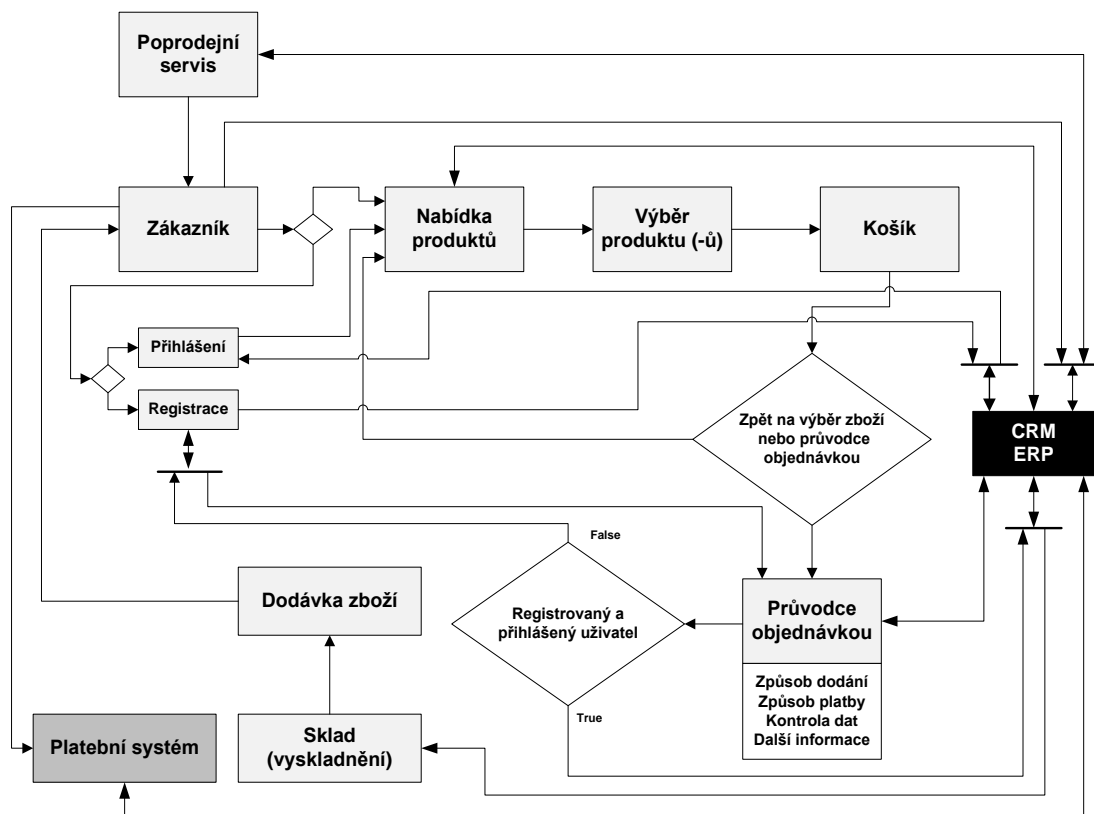 Poprodejní
servis
Zákazník
Nabídka
produktů
Výběr
produktu (-ů)
Košík
Přihlášení
Registrace
Zpět na výběr zboží
nebo průvodce
objednávkou
CRM
ERP
False
Dodávka zboží
Registrovaný a
přihlášený uživatel
Průvodce
objednávkou
Způsob dodání
Způsob platby
Kontrola dat
Další informace
True
Platební systém
Sklad
(vyskladnění)